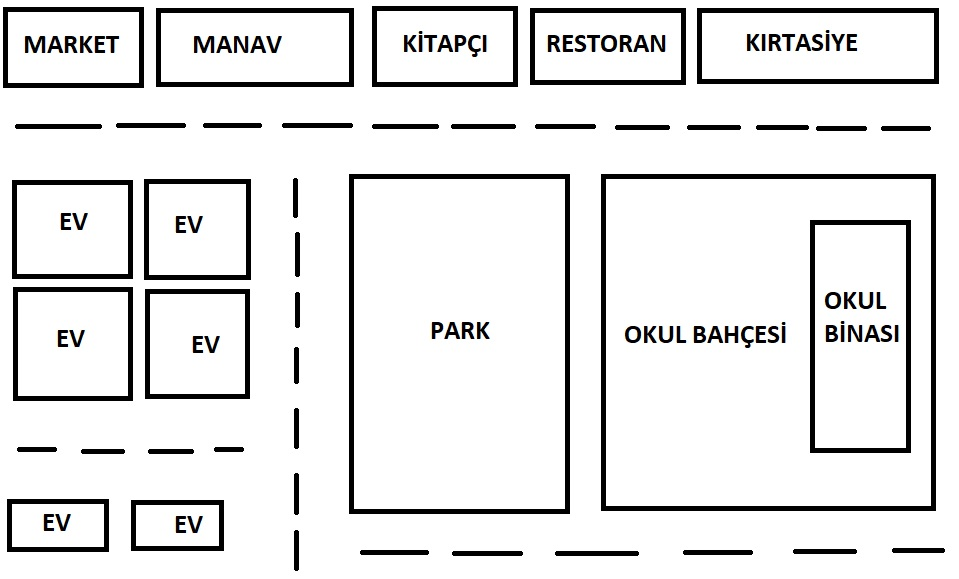 MARKET
MANAV
KİTAPÇI
RESTORAN
KIRTASİYE
EV
EV
EV
EV
PARK
OKUL BAHÇESİ
OKUL
BİNASI
EV
EV